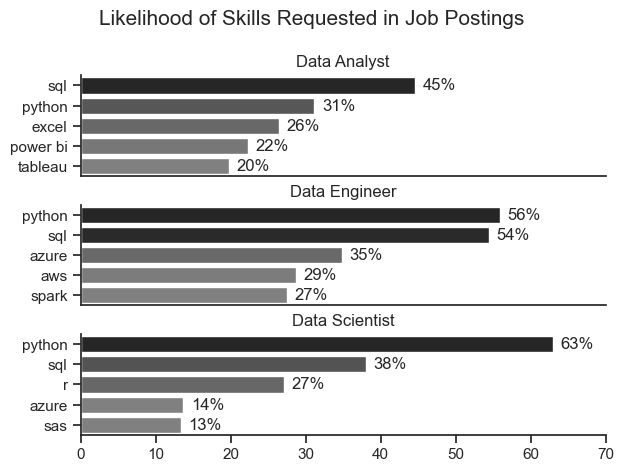 Likelihood of Skills Requested in Job Postings
Data Analyst
sql 45%
python 31%
excel 26%
power bi 22%
tableau 20%
Data Engineer
python 56%
sql 54%
azure 35%
aws 29%
spark 27%
Data Scientist
python 63%
sql 38%
r 27%
azure 14%
sas 13%
0 10 20 30 40 50 60 70